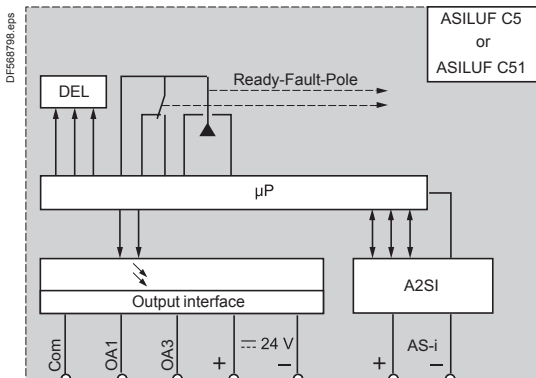 DF568798.eps
ASILUF C5
or
ASILUF C51
DEL
Ready-Fault-Pole
µP
Output interface
A2SI
Com
OA1
OA3
+
24 V
–
+
AS-i
–